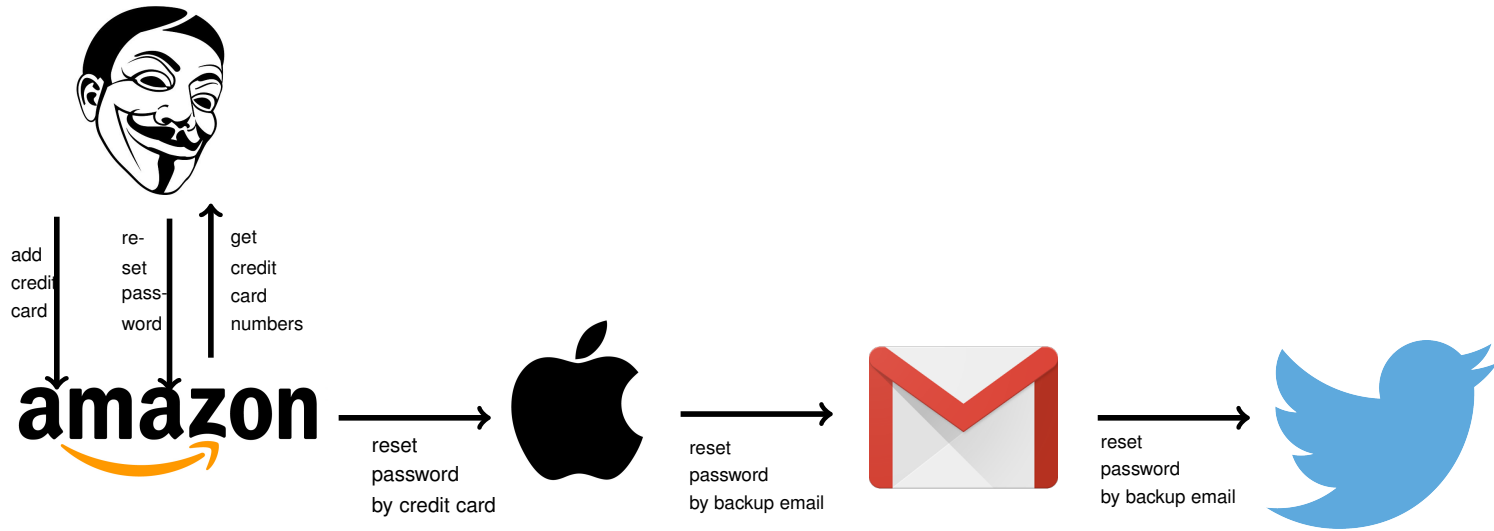 add
credit
card
re-
set
pass-
word
get
credit
card
numbers
amazon
reset
password
by credit card
reset
password
by backup email
reset
password
by backup email